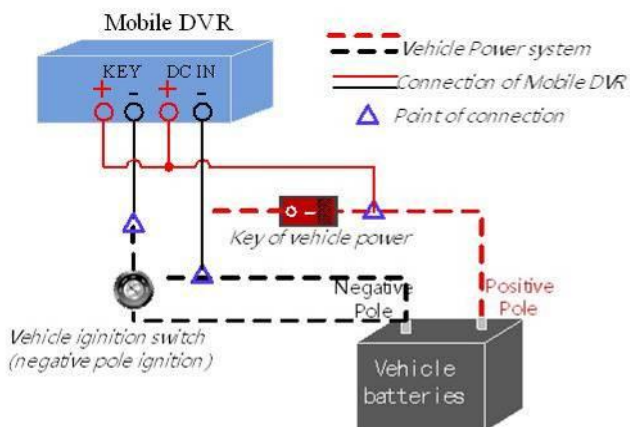 Mobile DVR
KEY DC IN
+ - + -
Vehicle Power system
Connection of Mobile DVR
Point of connection
Key of vehicle power
Negative Pole
Positive Pole
Vehicle iginition switch
(negative pole ignition)
Vehicle
batteries